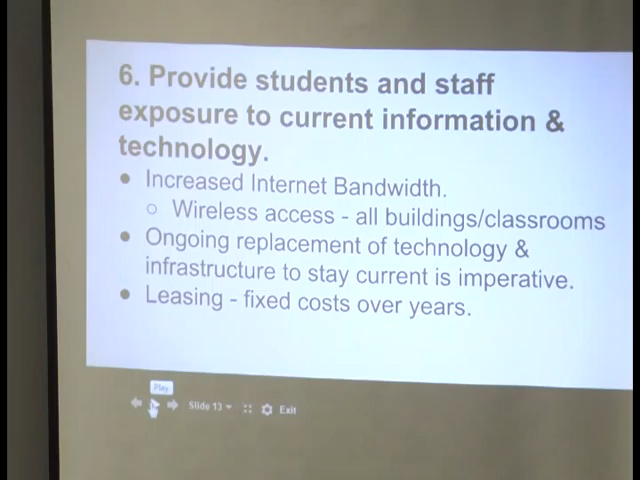 6. Provide students and staff
exposure to current information &
technology.
● Increased Internet Bandwidth.
○ Wireless access - all buildings/classrooms
● Ongoing replacement of technology &
infrastructure to stay current is imperative.
● Leasing - fixed costs over years.
Play
Slide 13
Exit